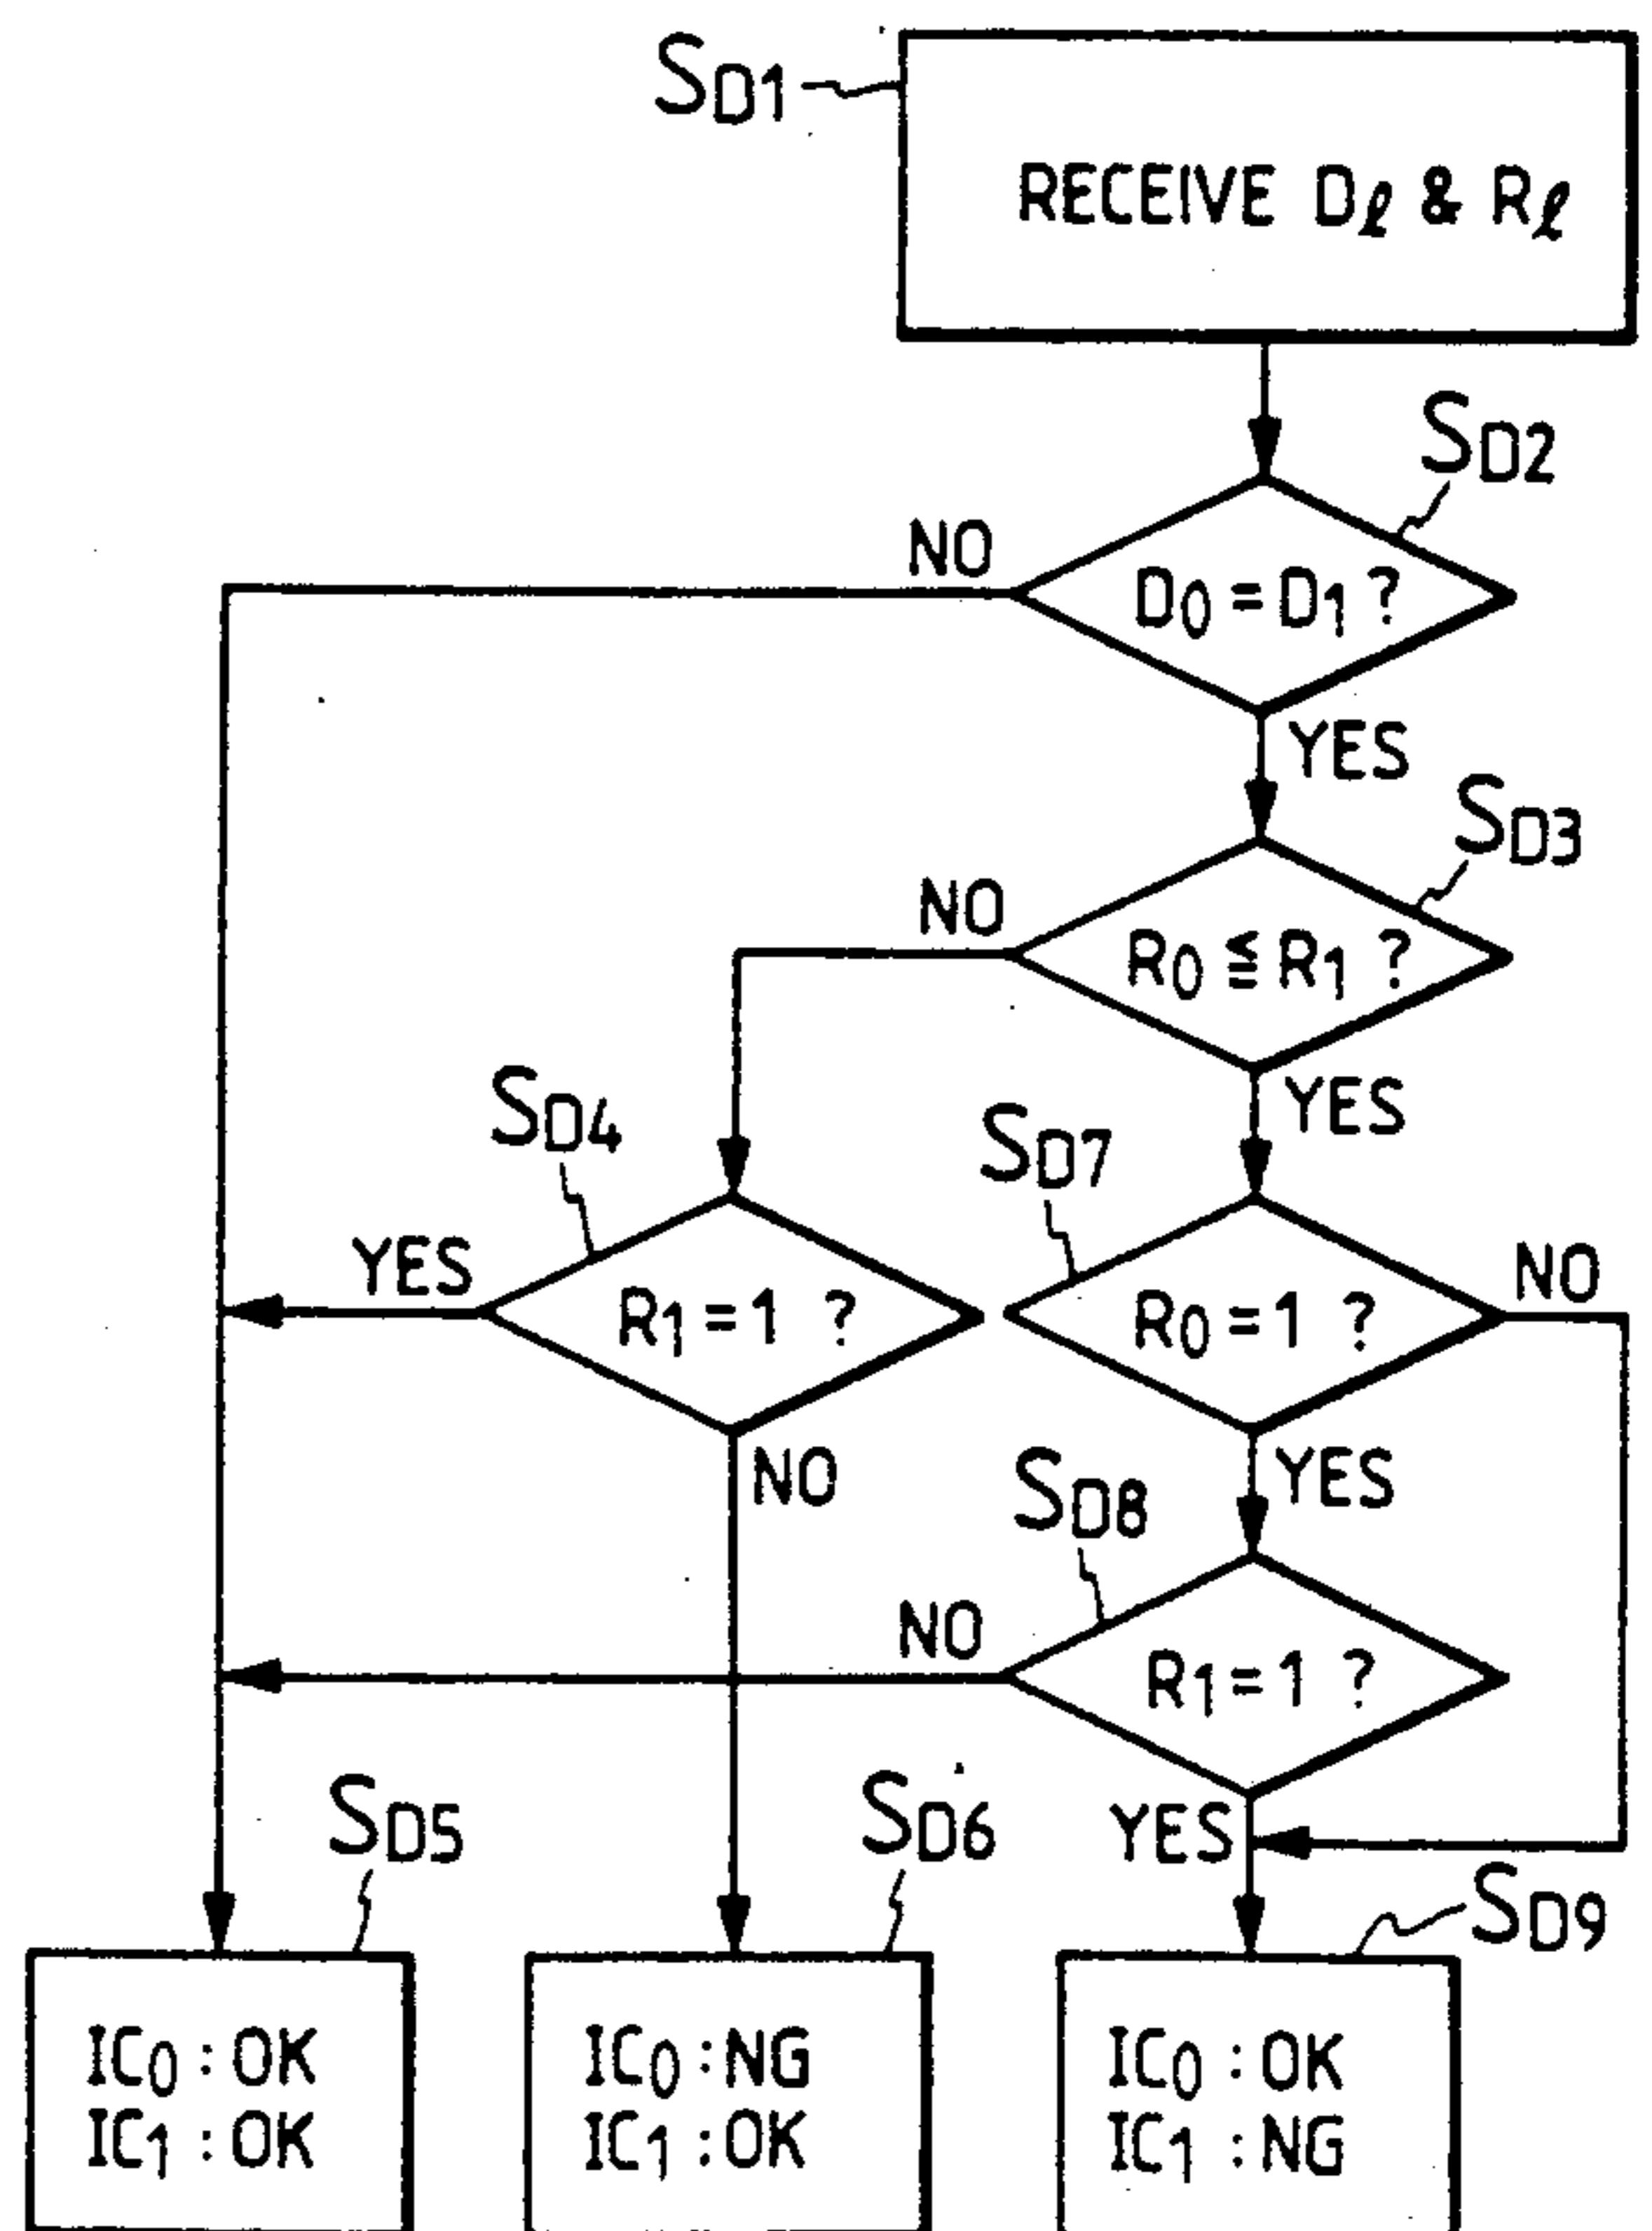 SD1
RECEIVE Dℓ & Rℓ
SD2
NO
D0 = D1 ?
YES
SD3
NO
R0 ≦ R1 ?
YES
SD4
SD7
YES
R1 = 1 ?
R0 = 1 ?
NO
NO
YES
SD8
NO
R1 = 1 ?
SD5
SD6
YES
SD9
IC0 : OK
IC1 : OK
IC0 : NG
IC1 : OK
IC0 : OK
IC1 : NG